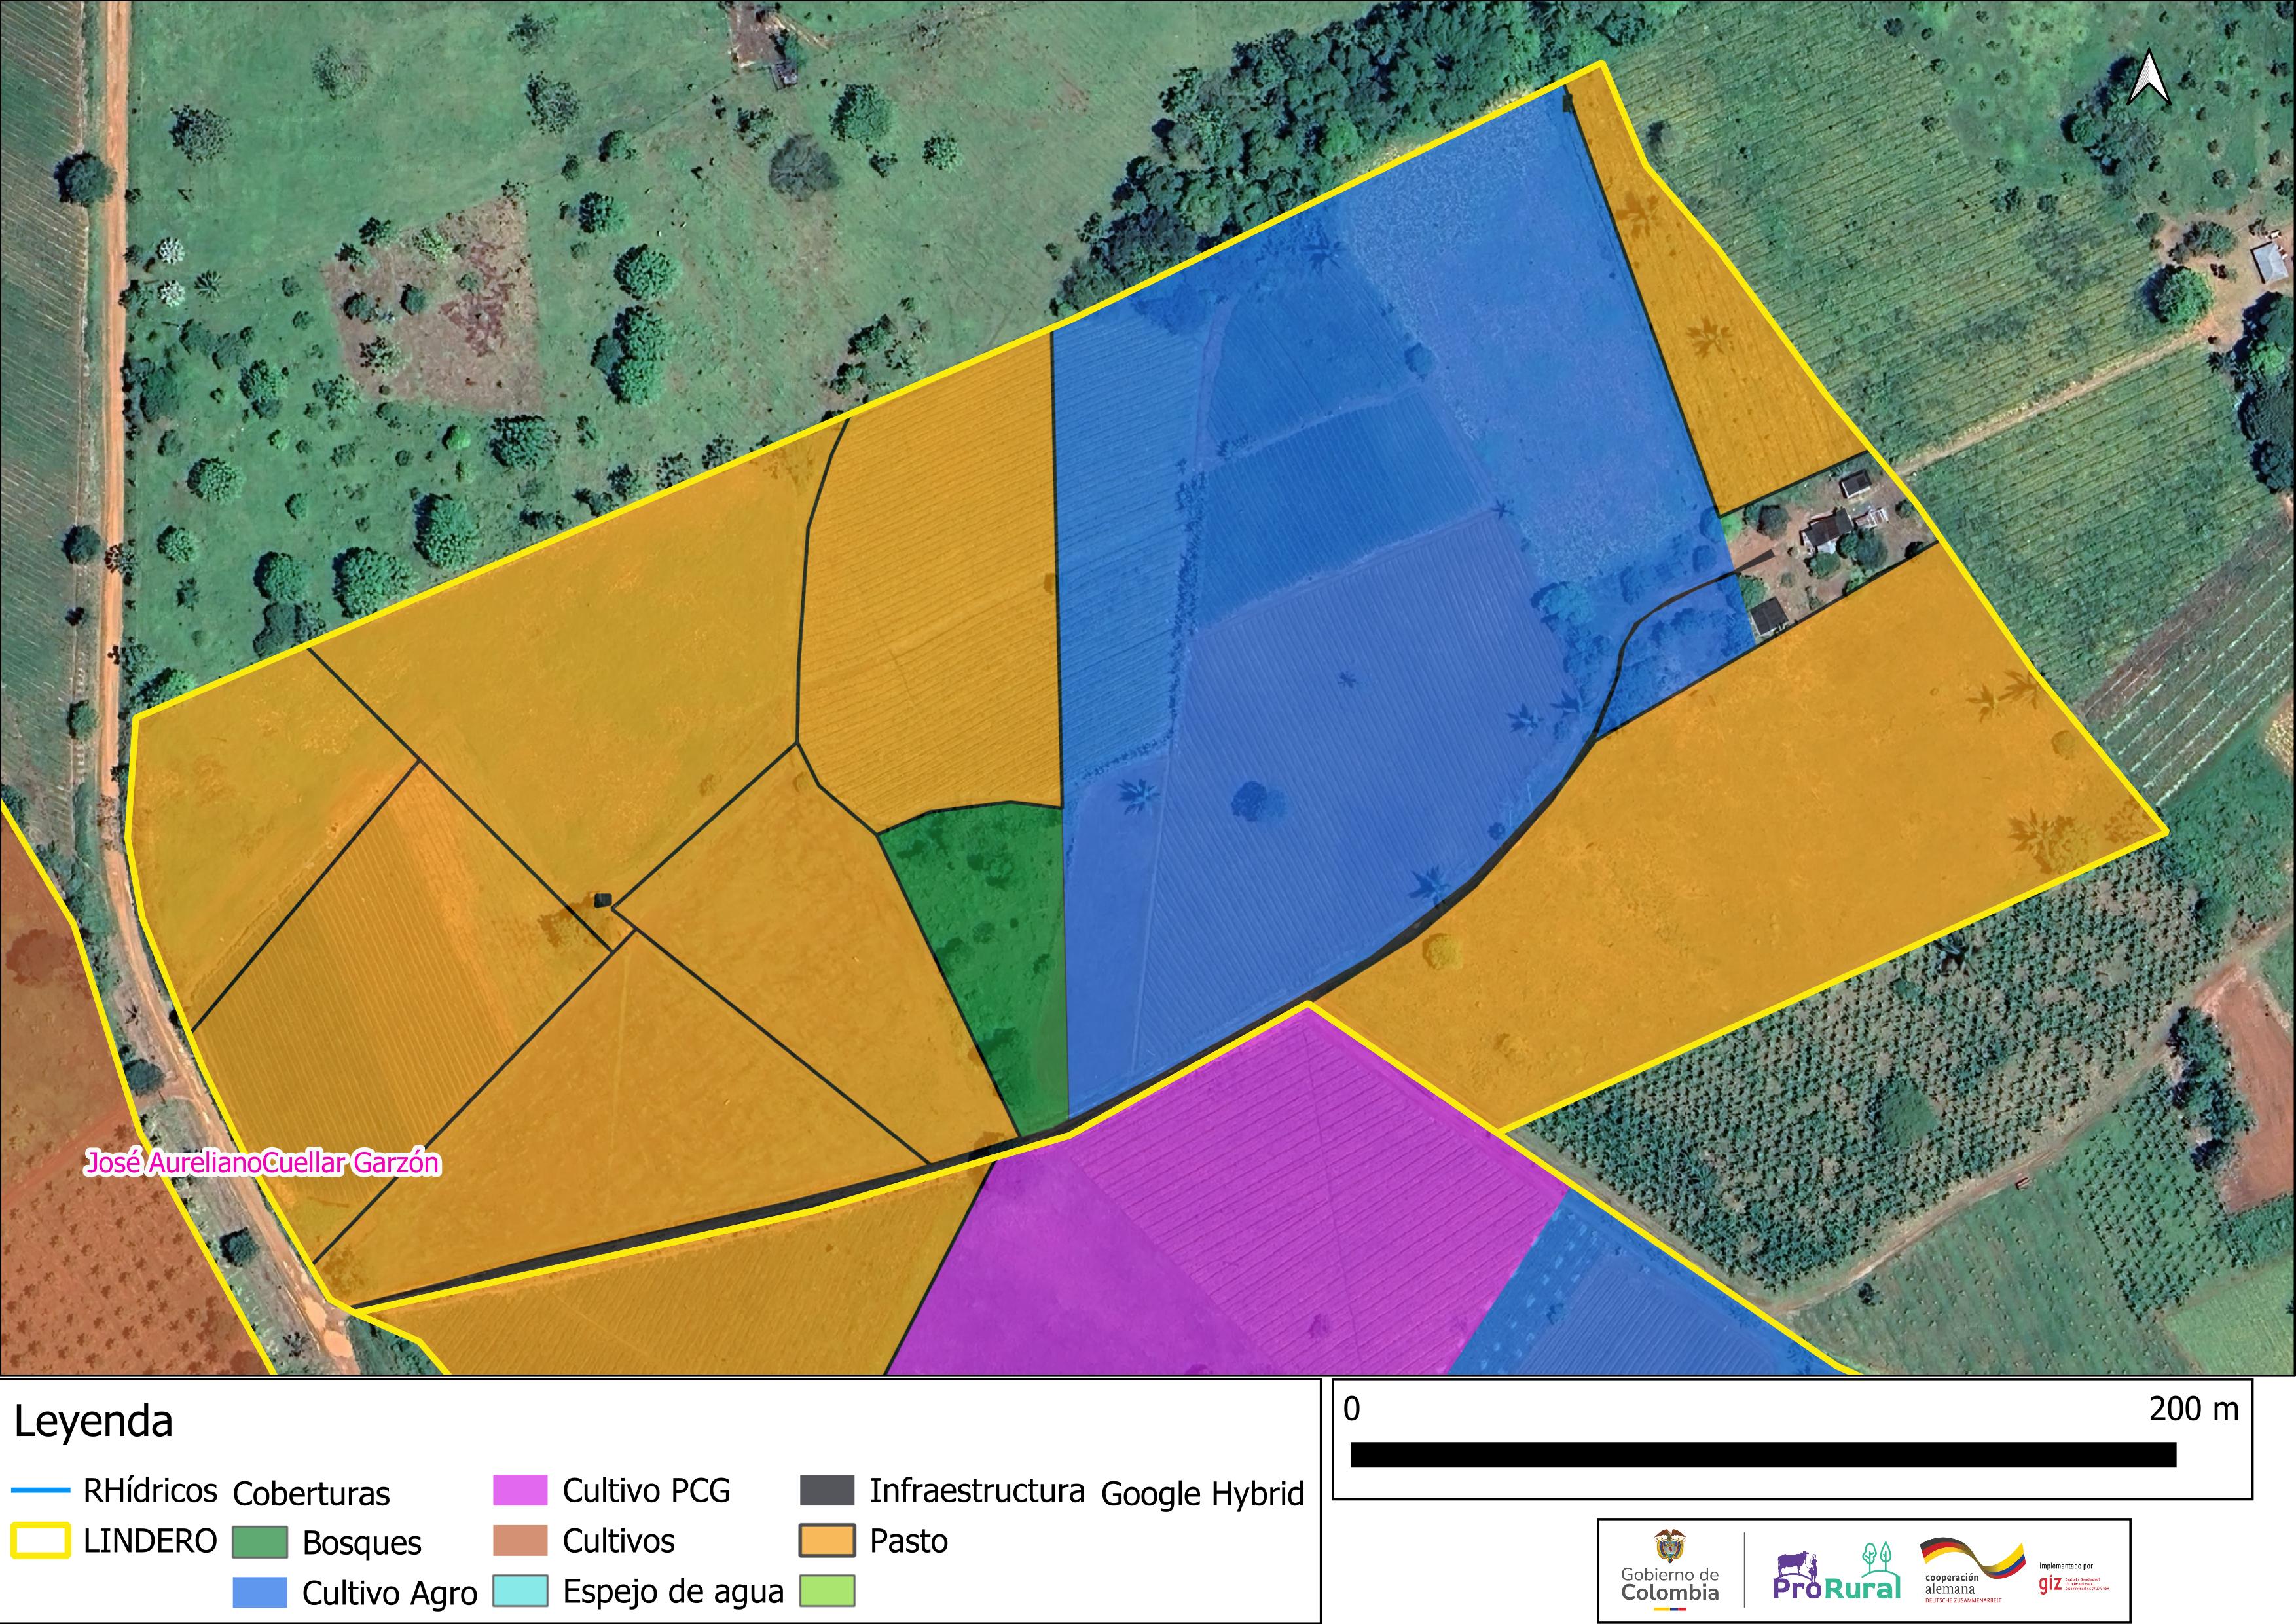 José AurelianoCuellar Garzón
Leyenda
RHídricos
LINDERO
Coberturas
Bosques
Cultivo Agro
Cultivo PCG
Cultivos
Espejo de agua
Infraestructura
Pasto
Google Hybrid
0 200 m
Gobierno de
Colombia
ProRural
cooperación
alemana
DEUTSCHE ZUSAMMENARBEIT
Implementado por
giz